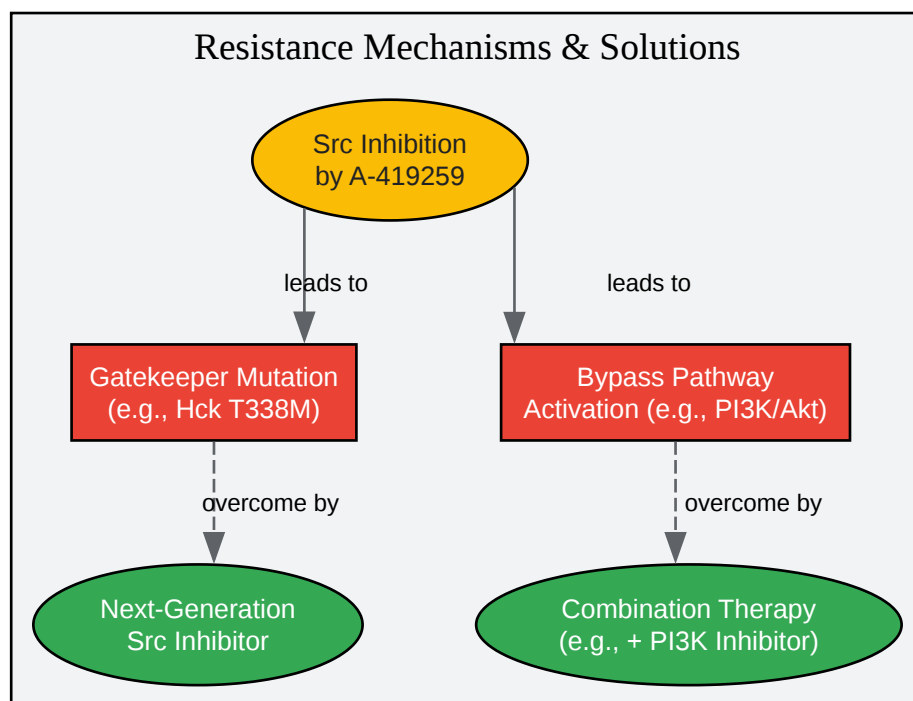 Resistance Mechanisms & Solutions
Src Inhibition
by A-419259
leads to
leads to
Gatekeeper Mutation
(e.g., Hck T338M)
Bypass Pathway
Activation (e.g., PI3K/Akt)
overcome by
overcome by
Next-Generation
Src Inhibitor
Combination Therapy
(e.g., + PI3K Inhibitor)